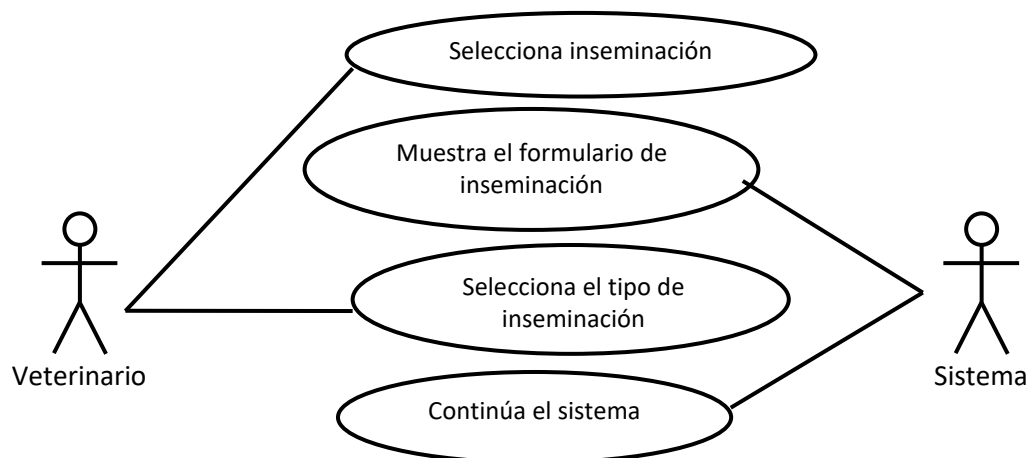 Selecciona inseminación
Muestra el formulario de
inseminación
Selecciona el tipo de
inseminación
Veterinario
Sistema
Continúa el sistema